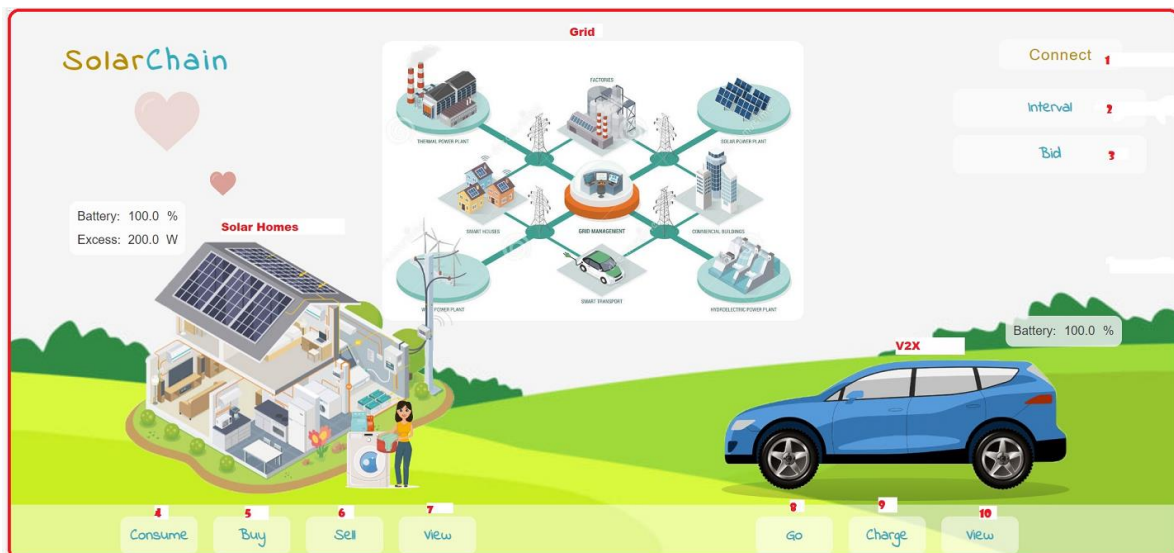 Grid
SolarChain
Connect 1
Interval 2
Bid 3
FACTORIES
THERMAL POWER PLANT
SOLAR POWER PLANT
Battery: 100.0 %
Excess: 200.0 W
Solar Homes
SMART HOUSES
GRID MANAGEMENT
COMMERCIAL BUILDINGS
SMART TRANSPORT
POWER PLANT
HYDROELECTRIC POWER PLANT
Battery: 100.0 %
V2X
4 5 6 7 8 9 10
Consume Buy Sell View Go Charge View